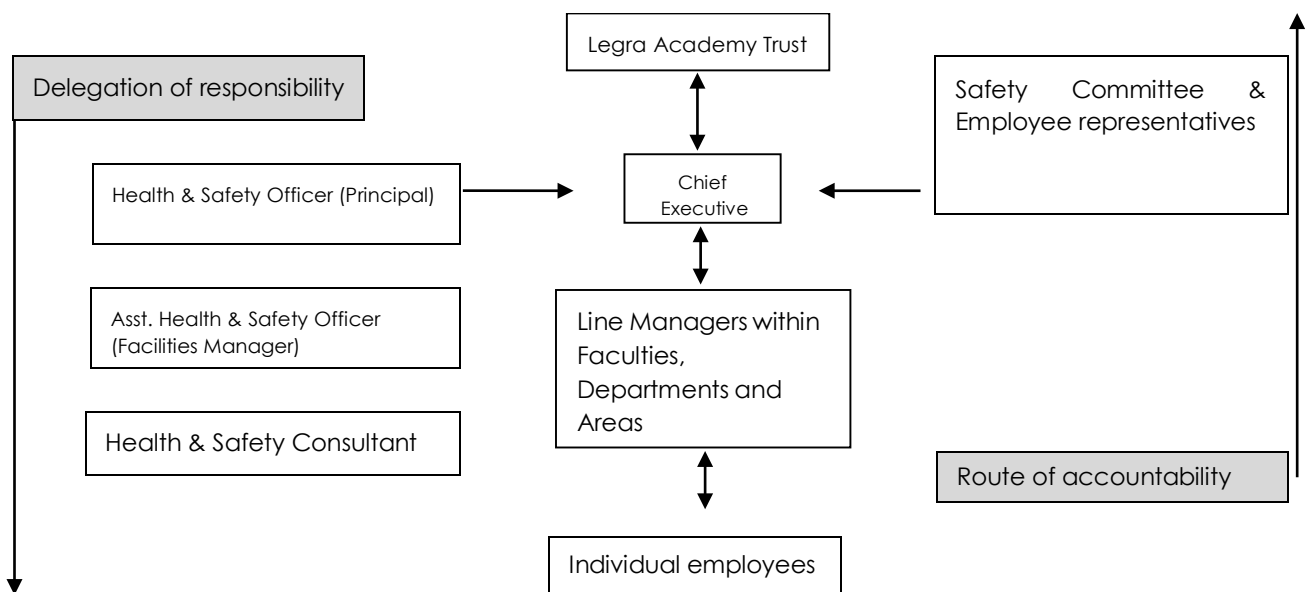 Legra Academy Trust
Delegation of responsibility
Safety Committee &
Employee representatives
Health & Safety Officer (Principal)
Chief
Executive
Asst. Health & Safety Officer
(Facilities Manager)
Line Managers within
Faculties,
Departments and
Areas
Health & Safety Consultant
Route of accountability
Individual employees